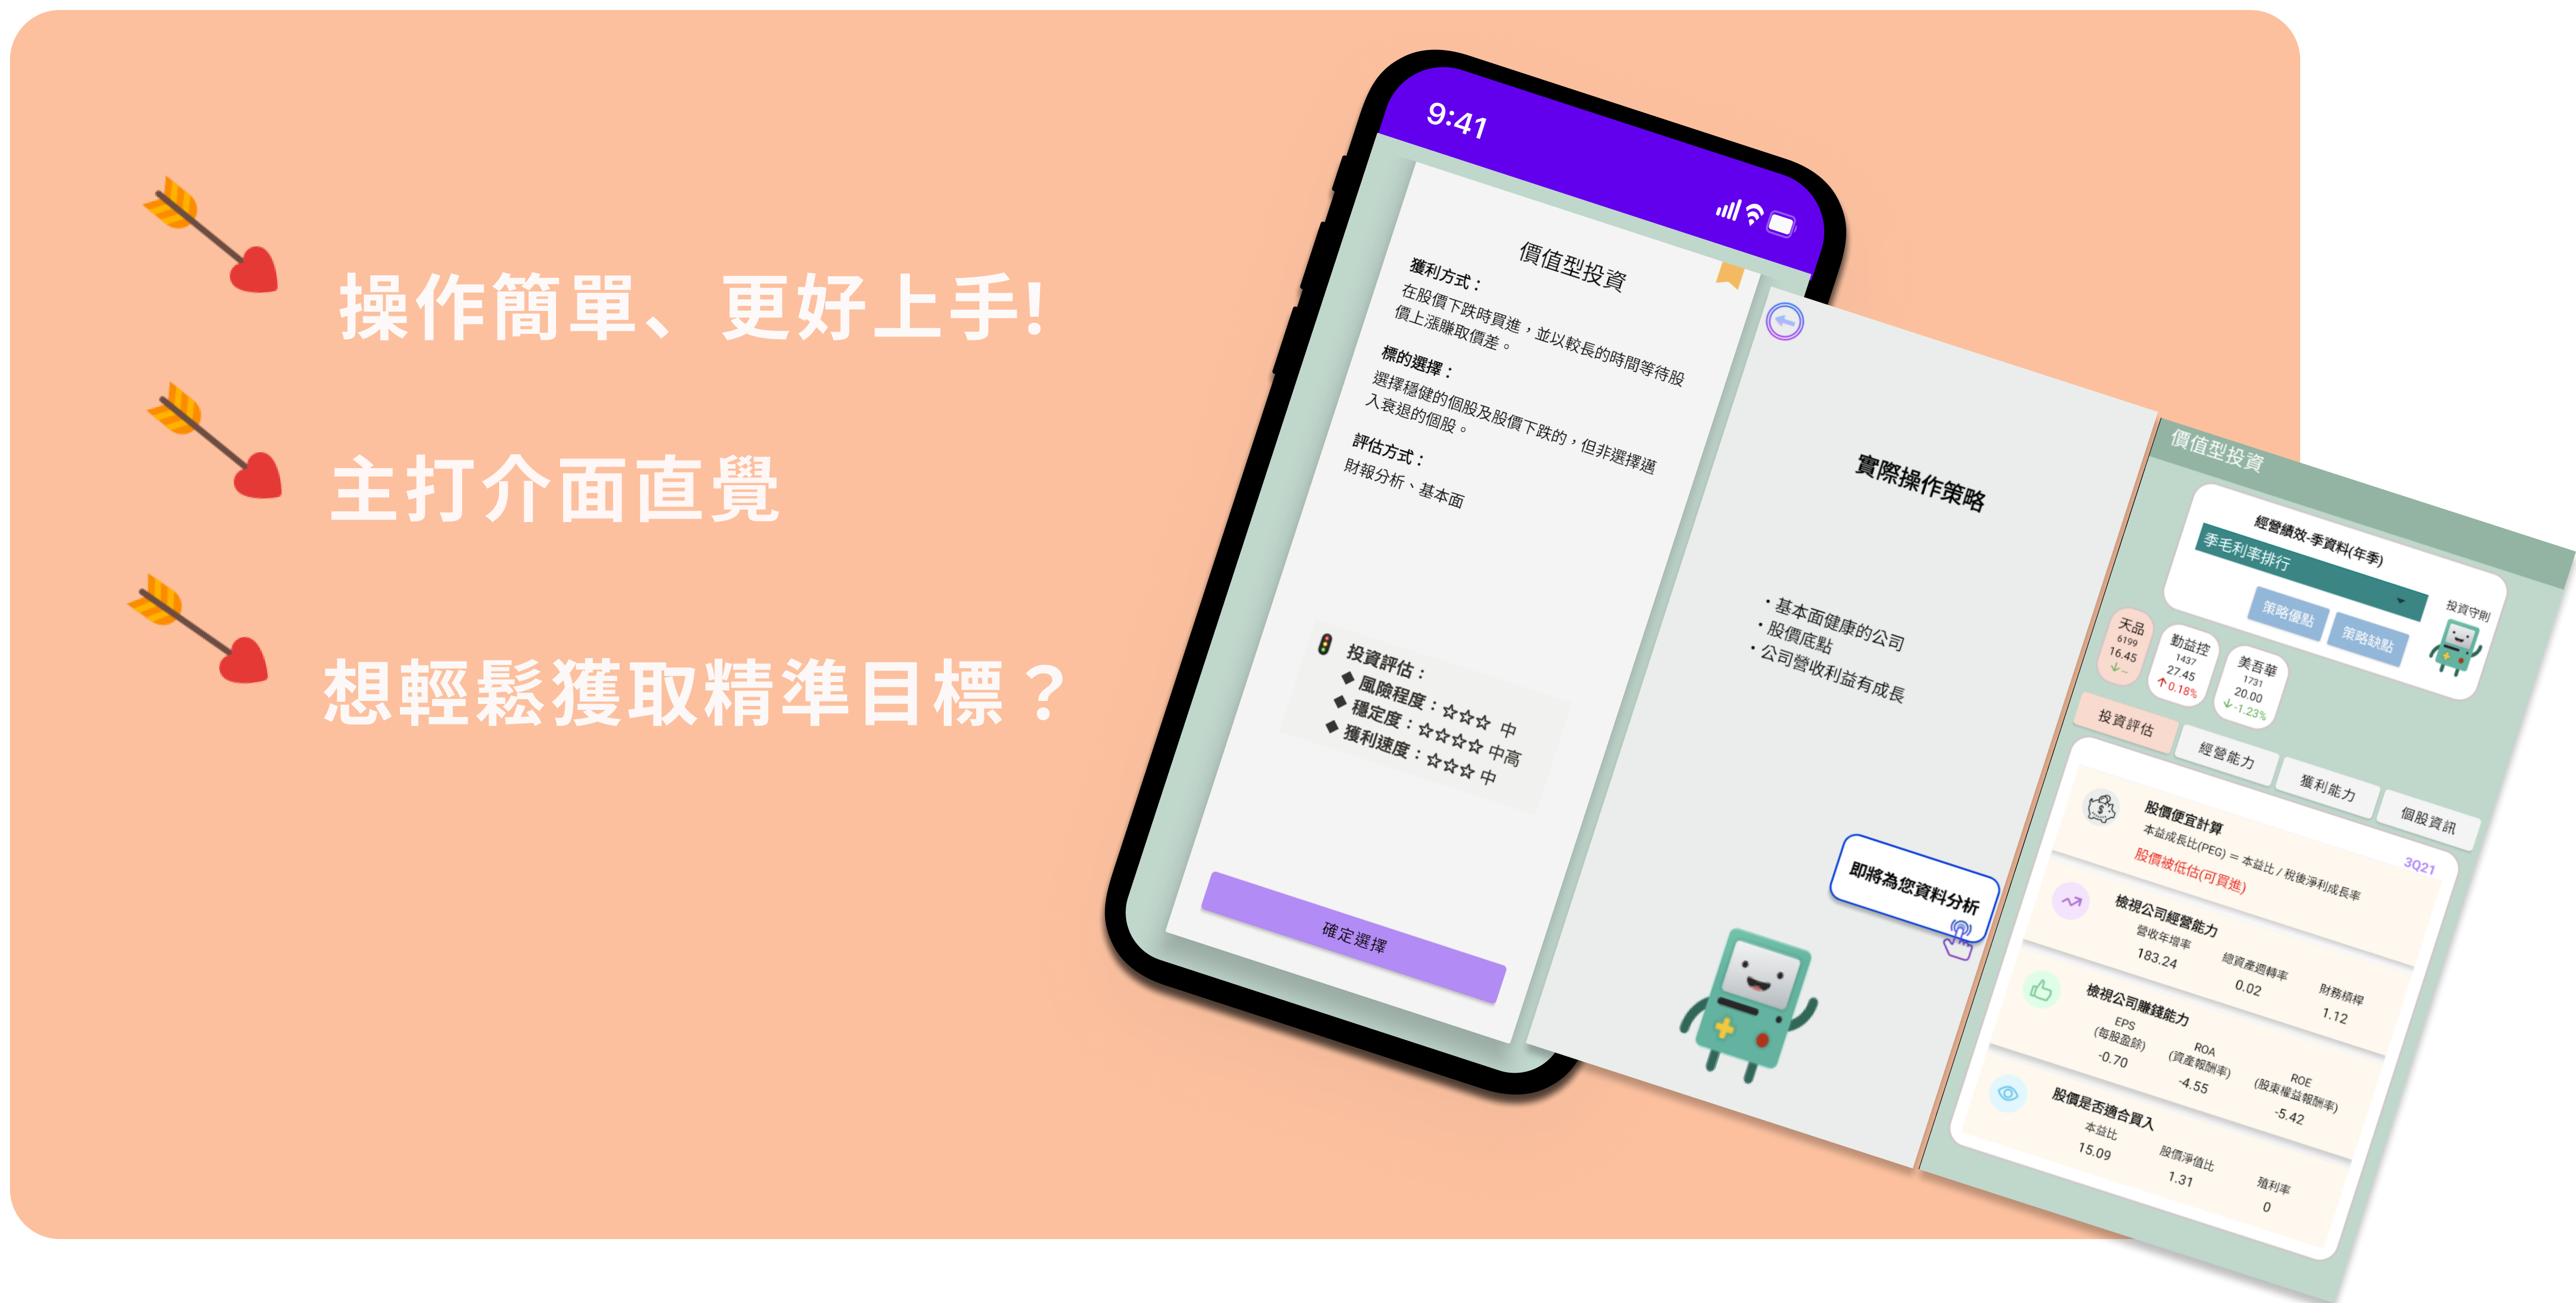 操作簡單、更好上手!
主打介面直覺
想輕鬆獲取精準目標？
9:41
價值型投資
獲利方式：
在股價下跌時買進，並以較長的時間等待股
價上漲賺取價差。
標的選擇：
選擇穩健的個股及股價下跌的，但非選擇邁
入衰退的個股。
評估方式：
財報分析、基本面
投資評估：
◆ 風險程度：☆☆☆ 中
◆ 穩定度：☆☆☆☆ 中高
◆ 獲利速度：☆☆☆ 中
確定選擇
實際操作策略
・基本面健康的公司
・股價底點
・公司營收利益有成長
即將為您資料分析
價值型投資
經營績效-季資料(年季)
季毛利率排行
策略優點
策略缺點
投資守則
天品
6199
16.45
↓--
勤益控
1437
27.45
↑0.18%
美吾華
1731
20.00
↓-1.23%
投資評估
經營能力
獲利能力
個股資訊
3Q21
股價便宜計算
本益成長比(PEG) ＝ 本益比 / 稅後淨利成長率
股價被低估(可買進)
檢視公司經營能力
營收年增率
183.24
總資產週轉率
0.02
財務槓桿
1.12
檢視公司賺錢能力
EPS
(每股盈餘)
-0.70
ROA
(資產報酬率)
-4.55
ROE
(股東權益報酬率)
-5.42
股價是否適合買入
本益比
15.09
股價淨值比
1.31
殖利率
0